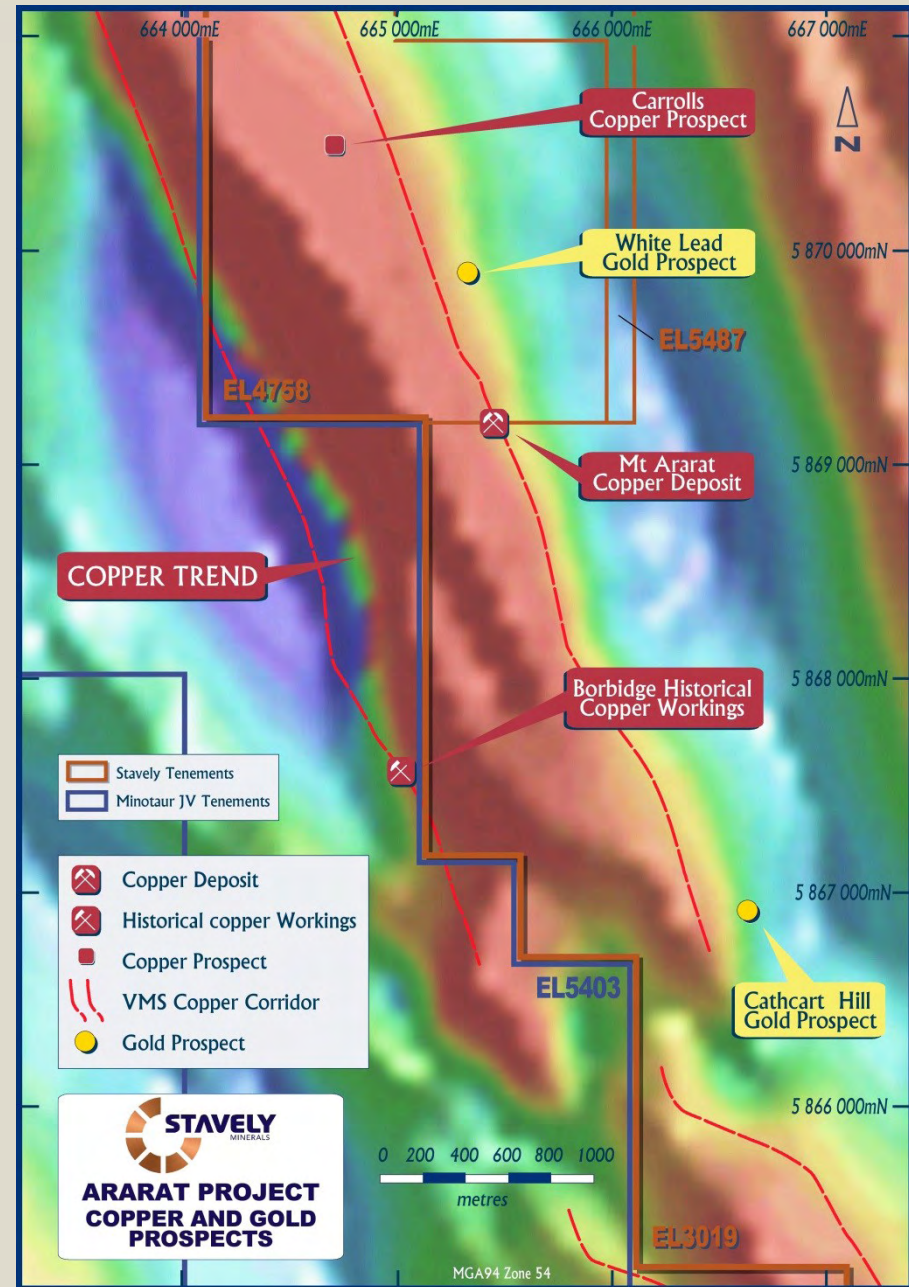 664 000mE
665 000mE
666 000mE
667 000mE
Carrolls
Copper Prospect
N
White Lead
Gold Prospect
5 870 000mN
EL5487
EL4758
Mt Ararat
Copper Deposit
5 869 000mN
COPPER TREND
Borbidge Historical
Copper Workings
5 868 000mN
Stavely Tenements
Minotaur JV Tenements
Copper Deposit
Historical copper Workings
Copper Prospect
VMS Copper Corridor
Gold Prospect
5 867 000mN
EL5403
Cathcart Hill
Gold Prospect
5 866 000mN
STAVELY
MINERALS
ARARAT PROJECT
COPPER AND GOLD
PROSPECTS
0 200 400 600 800 1000
metres
EL3019
MGA94 Zone 54